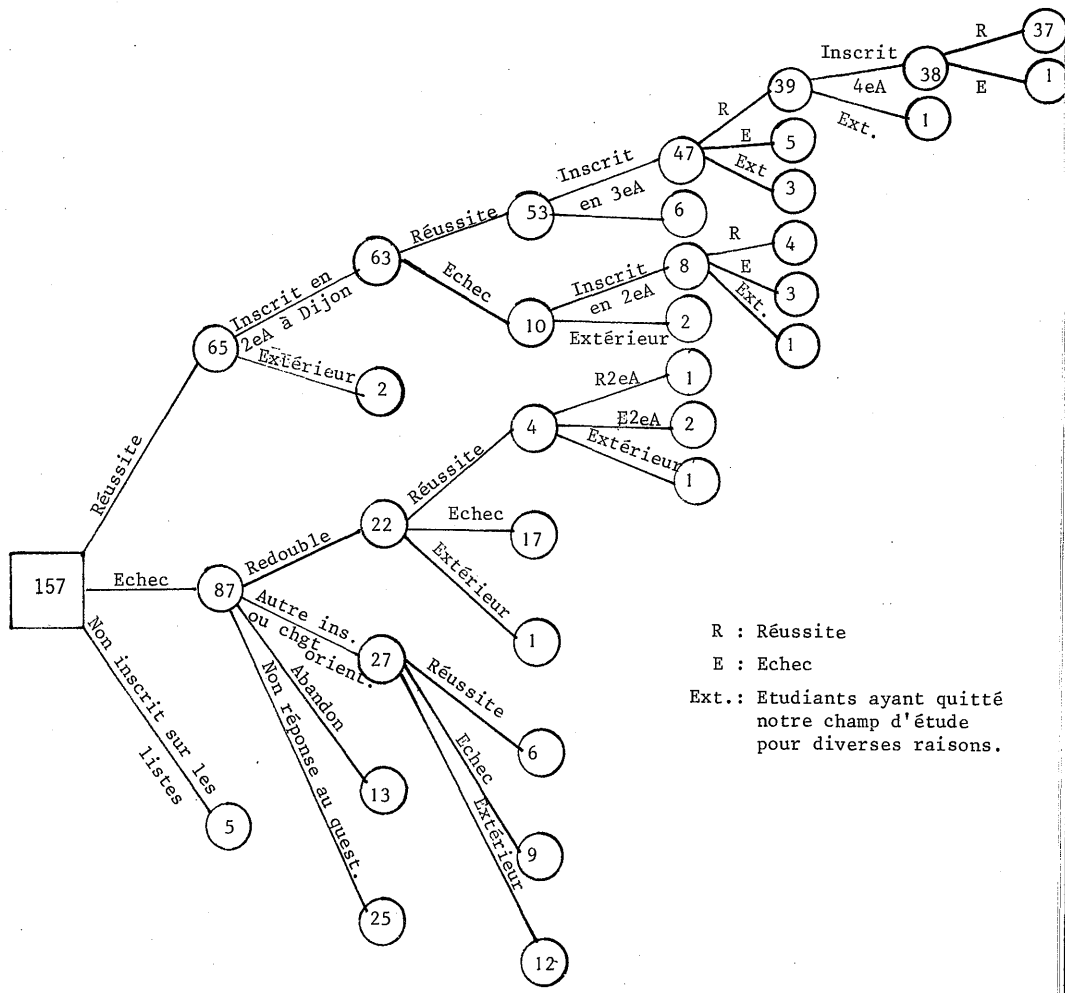 157
Réussite
65
Inscrit en
2eA à Dijon
63
Réussite
53
Inscrit
en 3eA
47
R
39
Inscrit
4eA
38
R
37
E
1
Ext.
1
E
5
Ext
3
6
Echec
10
Inscrit
en 2eA
8
R
4
E
3
Ext.
1
Extérieur
2
Extérieur
2
Echec
87
Redouble
22
Réussite
4
R2eA
1
E2eA
2
Extérieur
1
Echec
17
Extérieur
1
Autre ins.
ou chgt
orient.
27
Réussite
6
Echec
9
Extérieur
12
Abandon
13
Non réponse au quest.
25
Non inscrit sur les
listes
5
R : Réussite
E : Echec
Ext.: Etudiants ayant quitté
notre champ d'étude
pour diverses raisons.